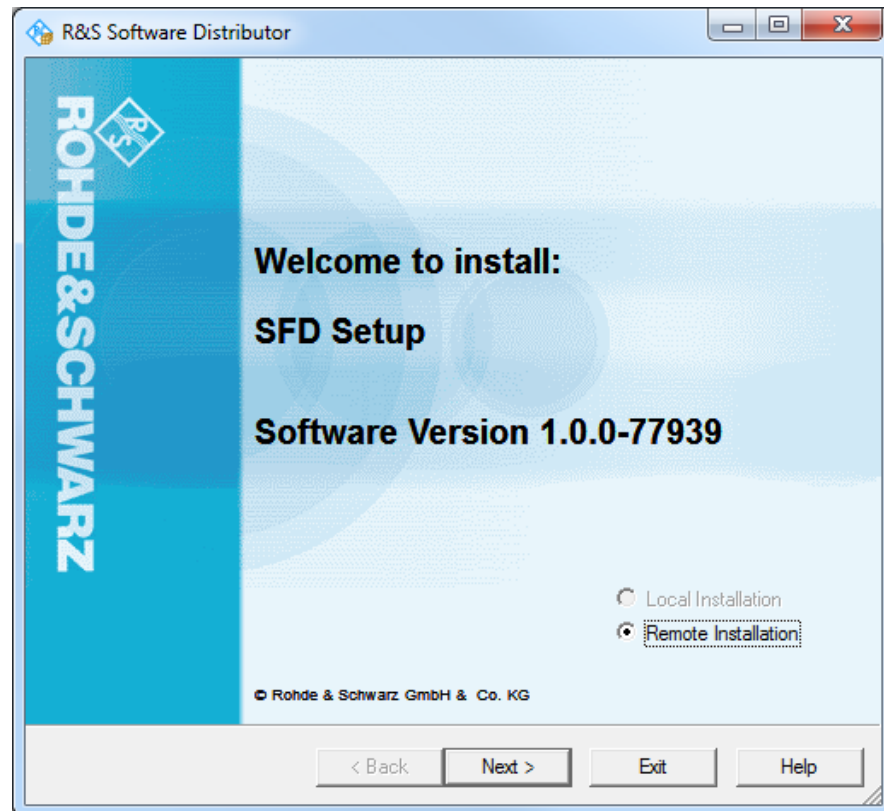 R&S Software Distributor
R S
ROHDE&SCHWARZ
Welcome to install:
SFD Setup
Software Version 1.0.0-77939
Local Installation
Remote Installation
© Rohde & Schwarz GmbH & Co. KG
< Back
Next >
Exit
Help